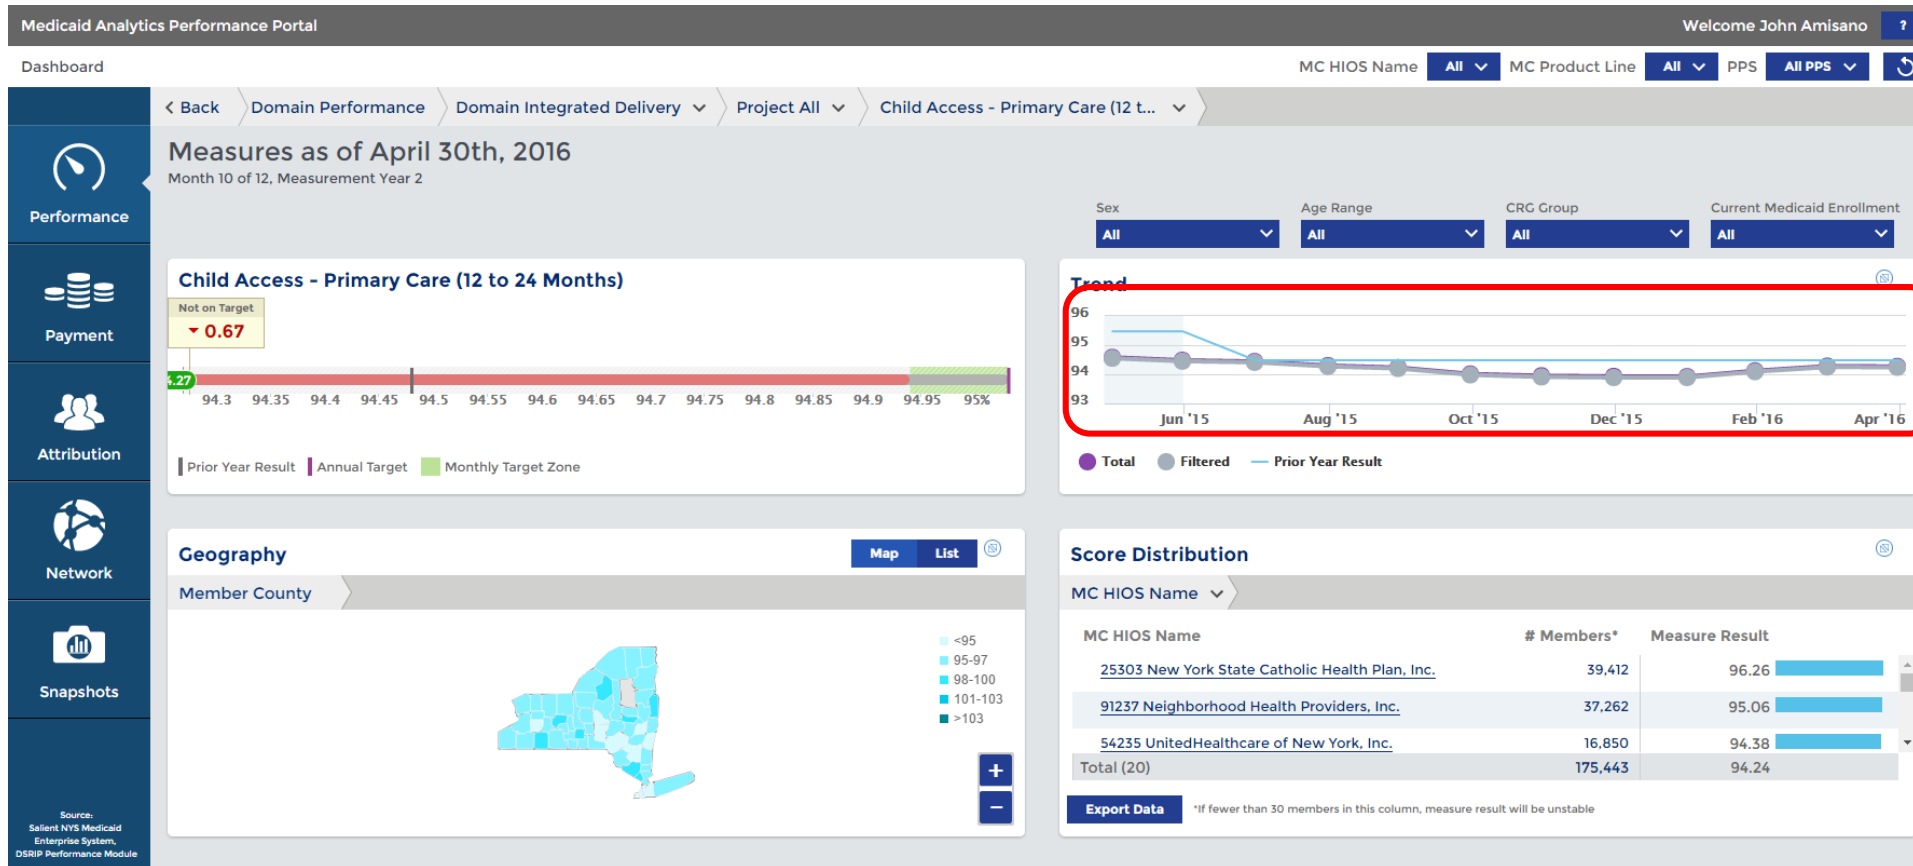 Medicaid Analytics Performance Portal
Welcome John Amisano ?
Dashboard
MC HIOS Name All MC Product Line All PPS All PPS
Back Domain Performance Domain Integrated Delivery Project All Child Access - Primary Care (12 t...
Measures as of April 30th, 2016
Month 10 of 12, Measurement Year 2
Performance
Payment
Attribution
Network
Snapshots
Source:
Salient NYS Medicaid
Enterprise System,
DSRIP Performance Module
Sex Age Range CRG Group Current Medicaid Enrollment
All All All All
Child Access - Primary Care (12 to 24 Months)
Not on Target
0.67
.27
94.3 94.35 94.4 94.45 94.5 94.55 94.6 94.65 94.7 94.75 94.8 94.85 94.9 94.95 95%
Prior Year Result Annual Target Monthly Target Zone
Trend
96
95
94
93
Jun '15 Aug '15 Oct '15 Dec '15 Feb '16 Apr '16
Total Filtered Prior Year Result
Geography
Map List
Member County
<95
95-97
98-100
101-103
>103
+
−
Score Distribution
MC HIOS Name
MC HIOS Name # Members* Measure Result
25303 New York State Catholic Health Plan, Inc. 39,412 96.26
91237 Neighborhood Health Providers, Inc. 37,262 95.06
54235 UnitedHealthcare of New York, Inc. 16,850 94.38
Total (20) 175,443 94.24
Export Data *If fewer than 30 members in this column, measure result will be unstable